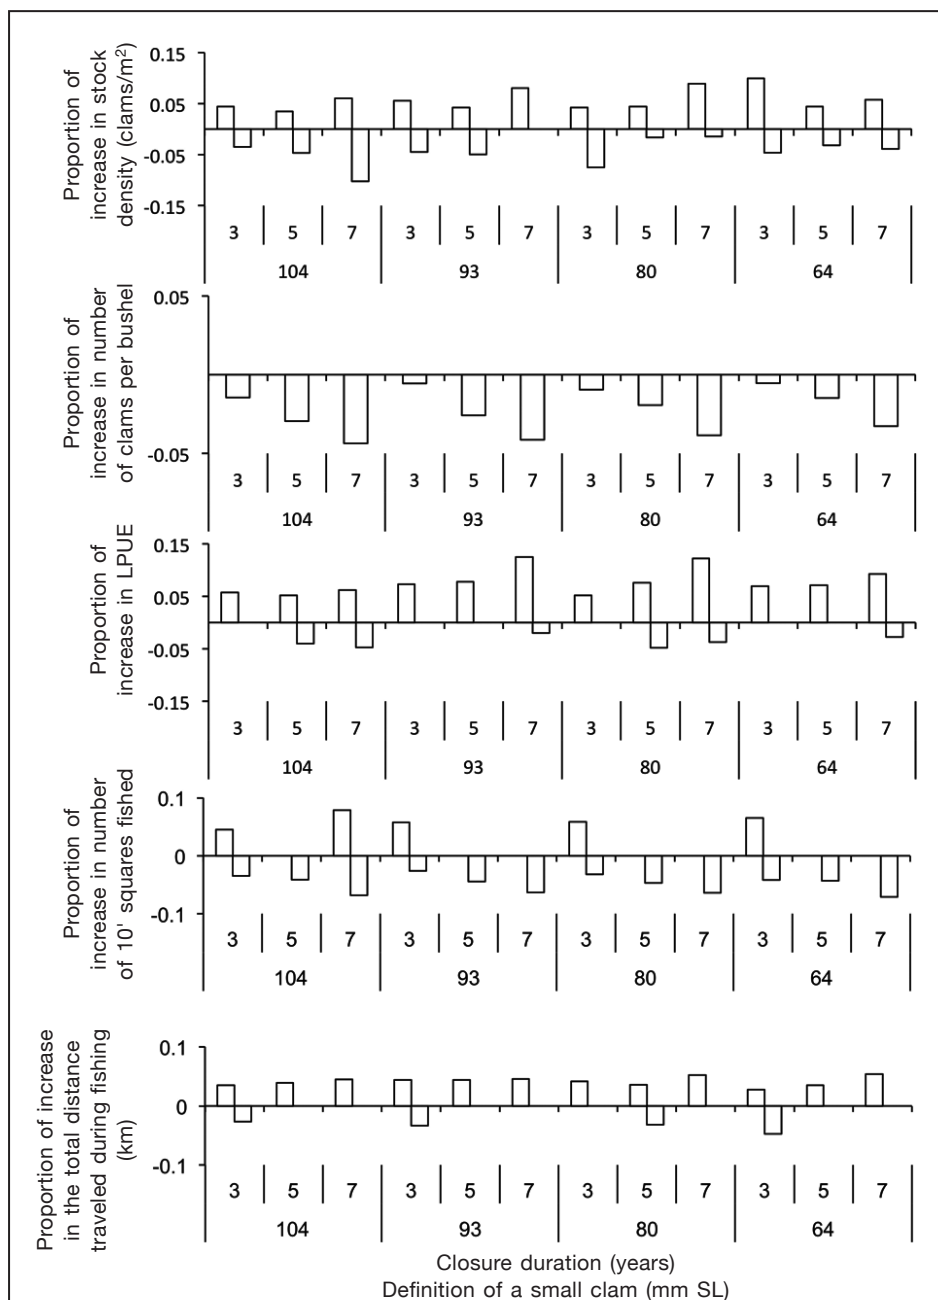 Proportion of
increase in stock
density (clams/m²)
0.15
0.05
-0.05
-0.15
3 5 7 3 5 7 3 5 7 3 5 7
104 93 80 64
Proportion of
increase in number
of clams per bushel
0.05
-0.05
3 5 7 3 5 7 3 5 7 3 5 7
104 93 80 64
Proportion of
increase in LPUE
0.15
0.05
-0.05
-0.15
3 5 7 3 5 7 3 5 7 3 5 7
104 93 80 64
Proportion of
increase in number
of 10' squares fished
0.1
0
-0.1
3 5 7 3 5 7 3 5 7 3 5 7
104 93 80 64
Proportion of increase
in the total distance
traveled during fishing
(km)
0.1
0
-0.1
3 5 7 3 5 7 3 5 7 3 5 7
104 93 80 64
Closure duration (years)
Definition of a small clam (mm SL)